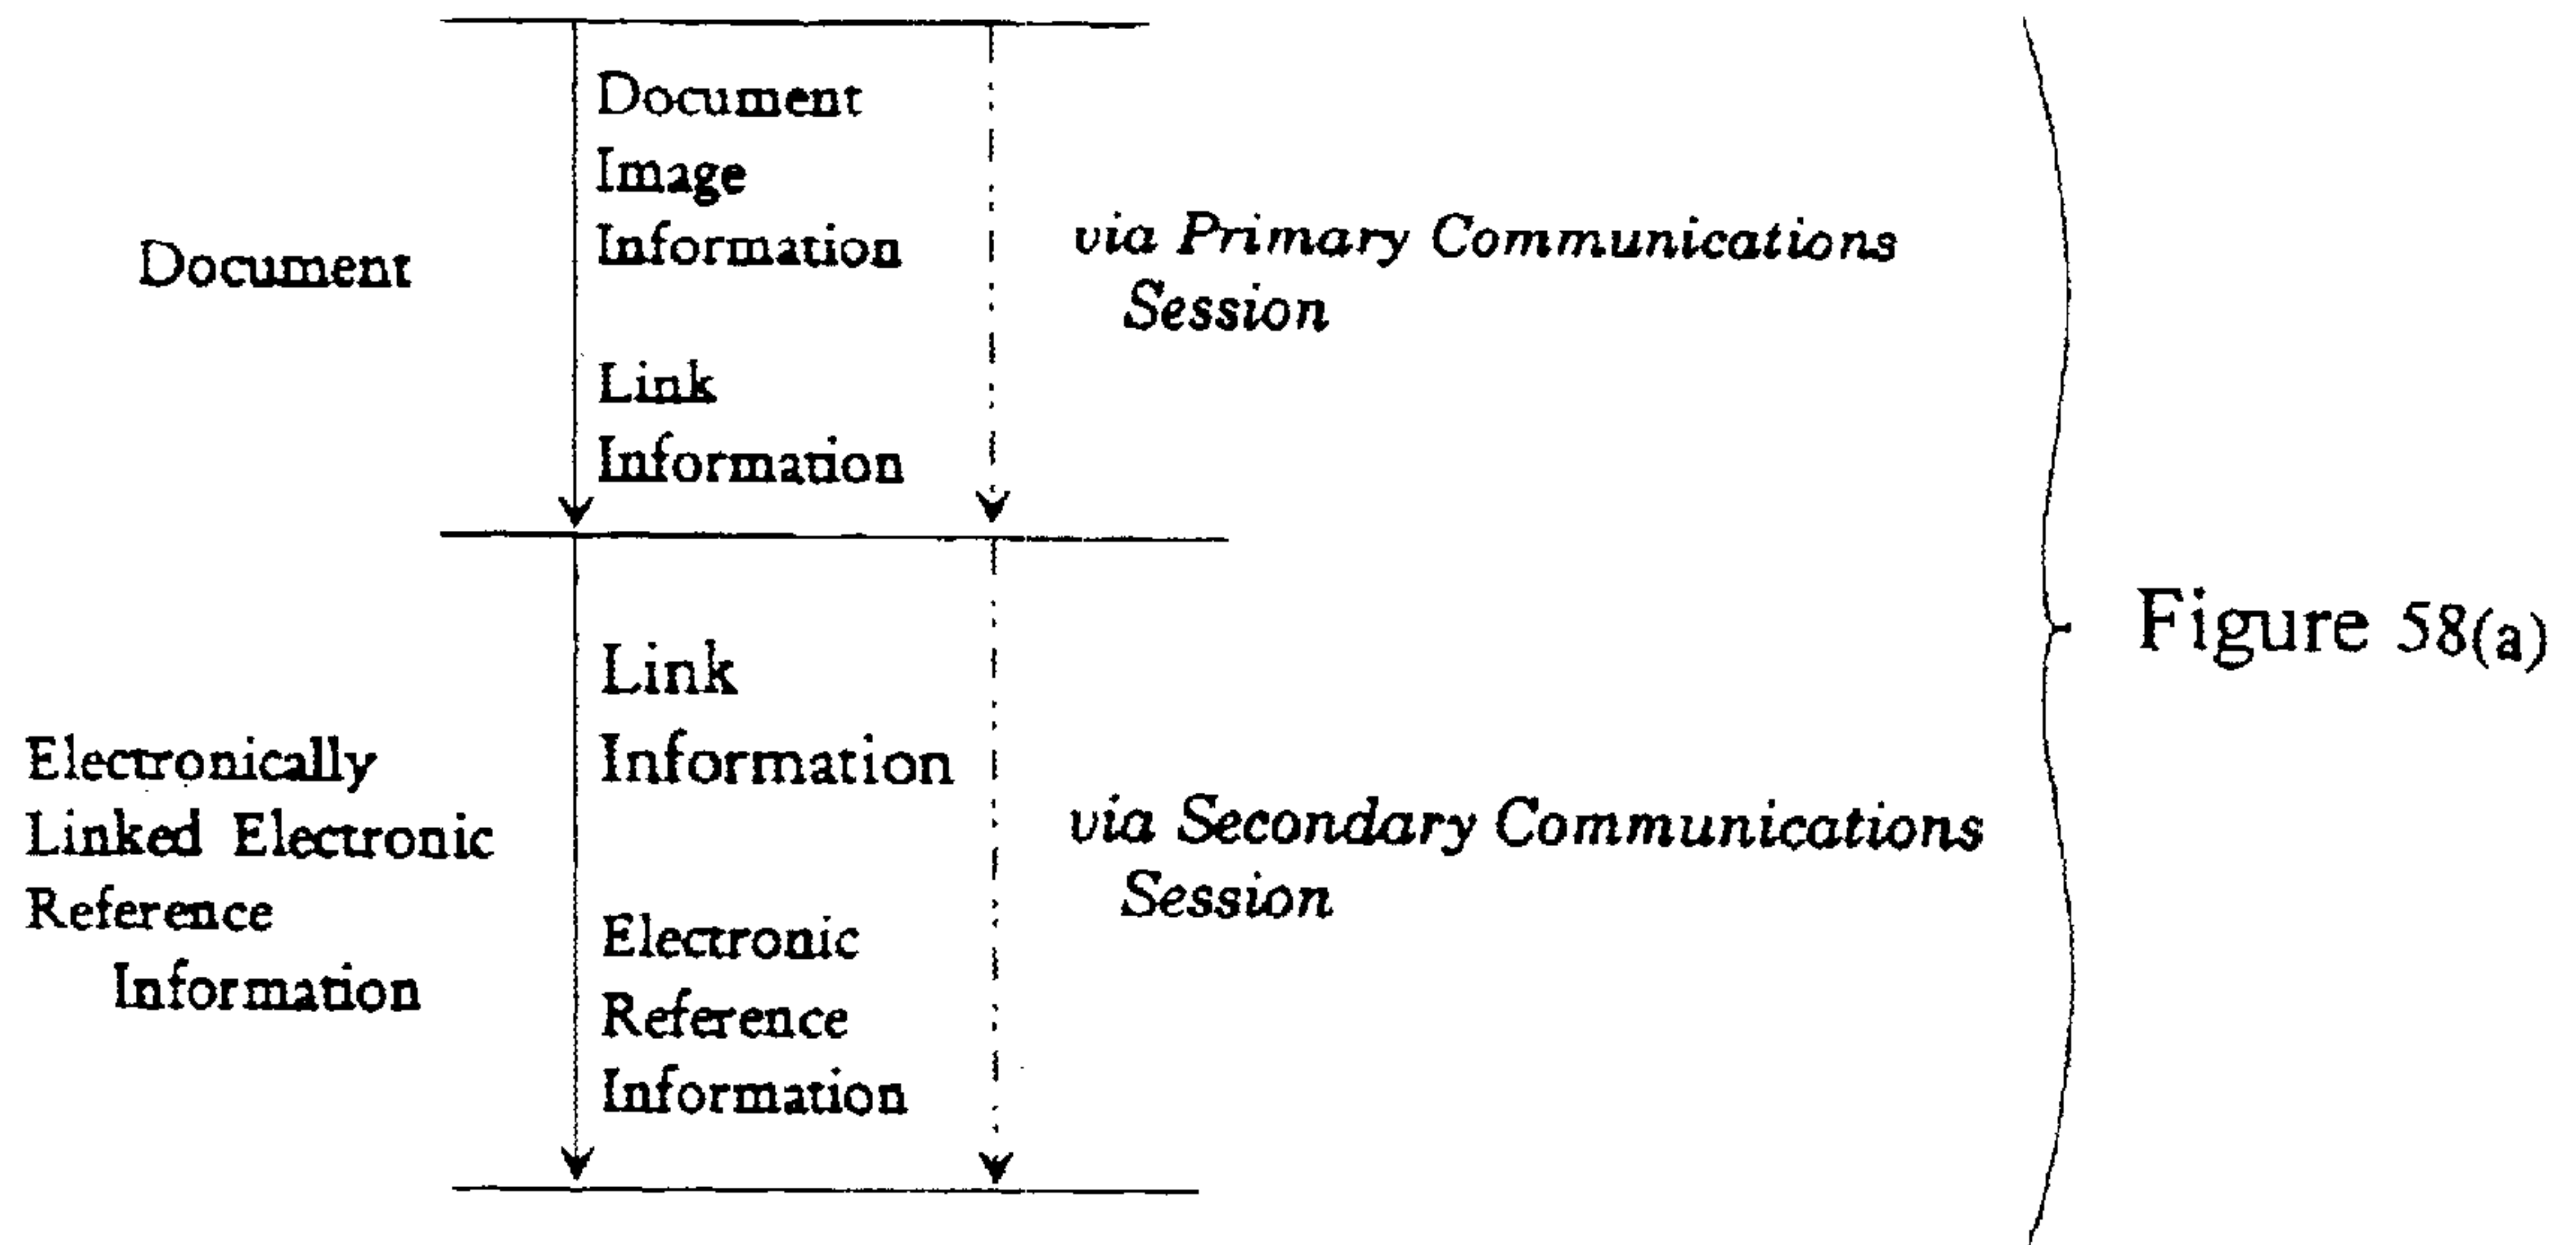 Document
Document
Image
Information
Link
Information
via Primary Communications
Session
Electronically
Linked Electronic
Reference
Information
Link
Information
Electronic
Reference
Information
via Secondary Communications
Session
Figure 58(a)